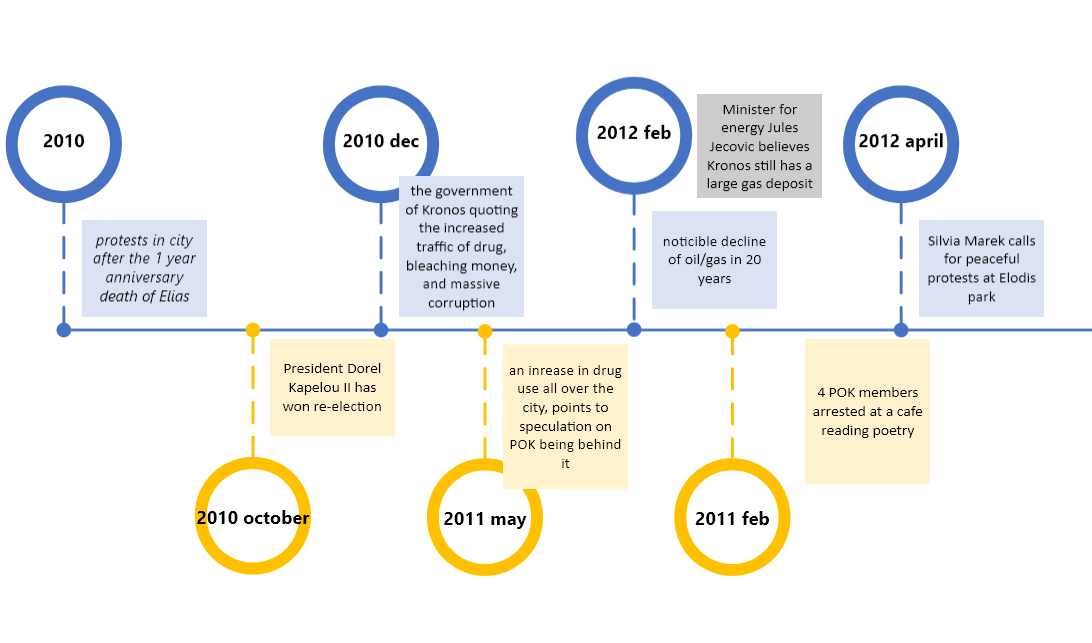 2010
protests in city
after the 1 year
anniversary
death of Elias
2010 dec
the government
of Kronos quoting
the increased
traffic of drug,
bleaching money,
and massive
corruption
2012 feb
Minister for
energy Jules
Jecovic believes
Kronos still has a
large gas deposit
noticible decline
of oil/gas in 20
years
2012 april
Silvia Marek calls
for peaceful
protests at Elodis
park
President Dorel
Kapelou II has
won re-election
2010 october
an inrease in drug
use all over the
city, points to
speculation on
POK being behind
it
2011 may
2011 feb
4 POK members
arrested at a cafe
reading poetry